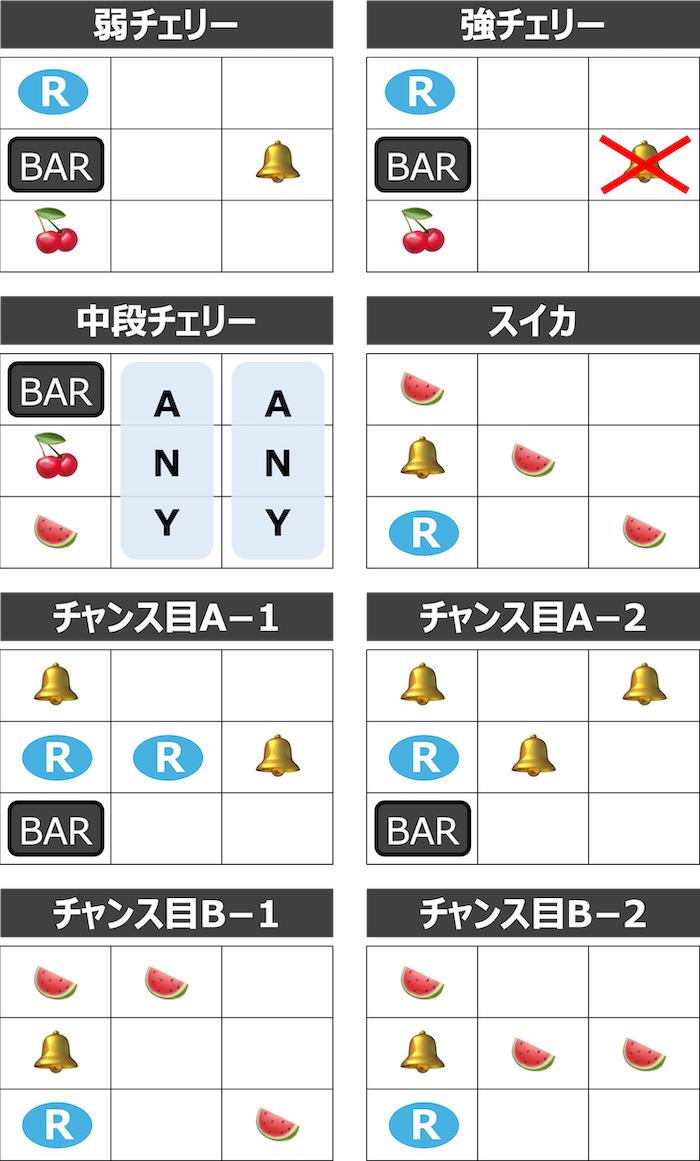 弱チェリー
強チェリー
R
R
BAR
BAR
中段チェリー
スイカ
BAR
A
A
N
N
Y
Y
R
チャンス目A−1
チャンス目A−2
R R
R
BAR
BAR
チャンス目B−1
チャンス目B−2
R
R